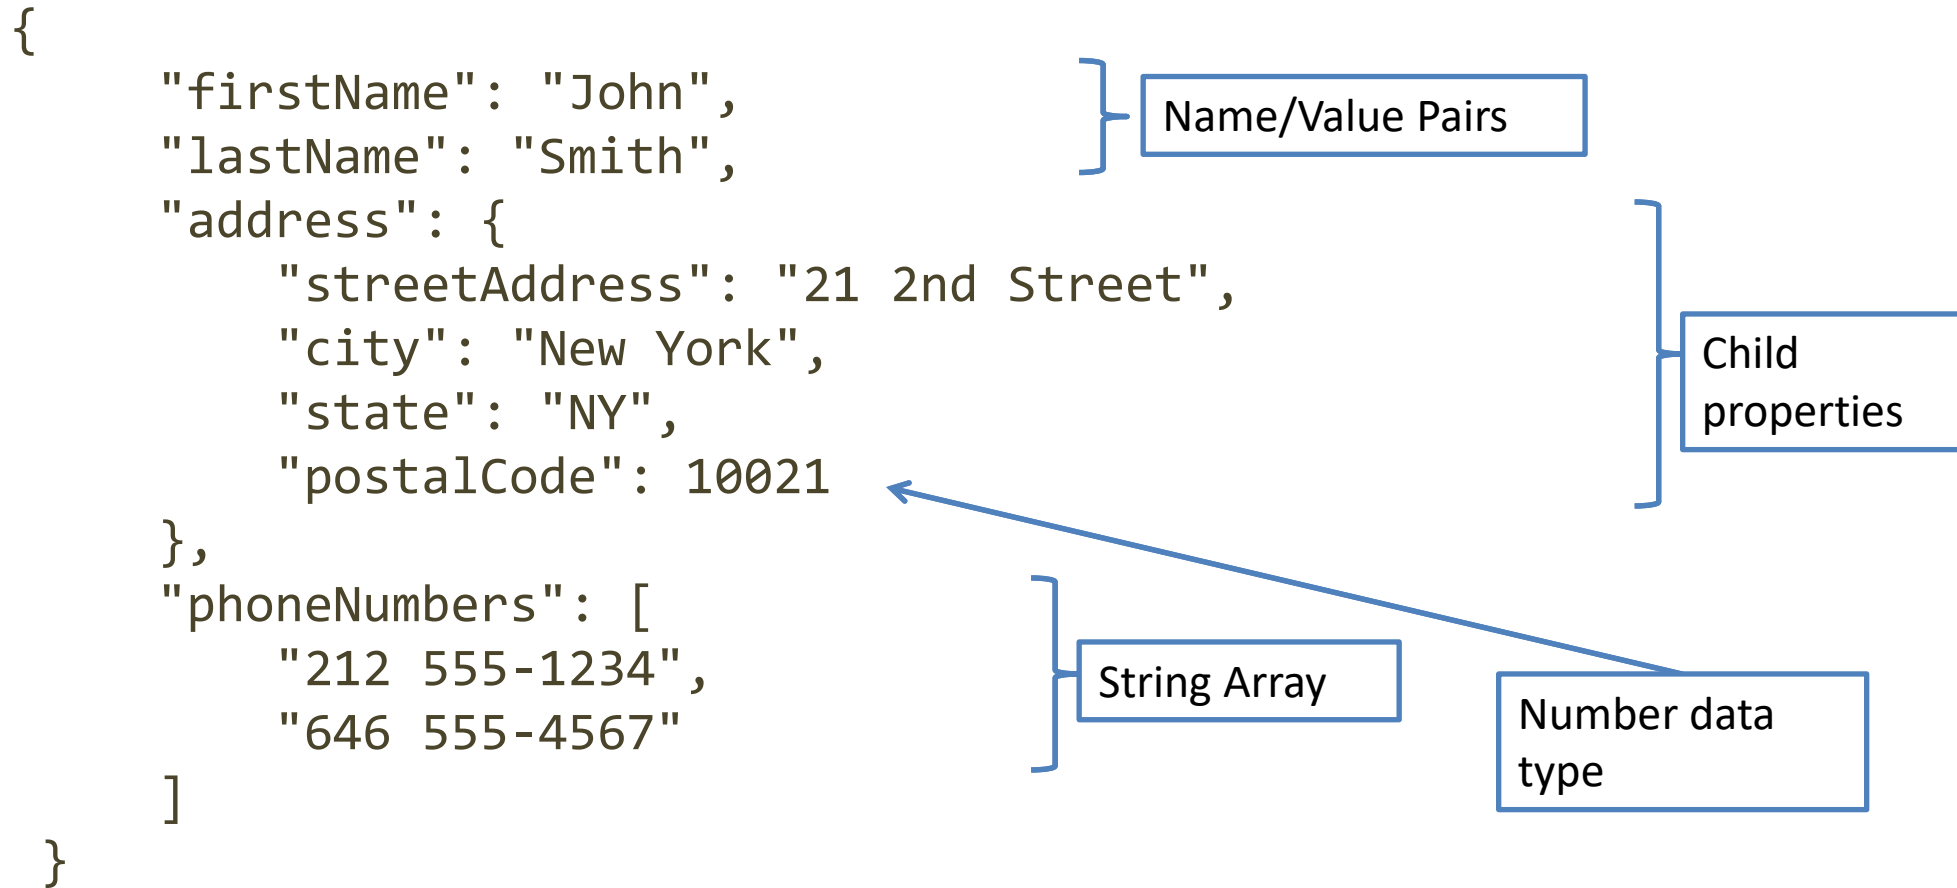 {
"firstName": "John",
Name/Value Pairs
"lastName": "Smith",
"address": {
"streetAddress": "21 2nd Street",
"city": "New York",
Child
properties
"state": "NY",
"postalCode": 10021
},
"phoneNumbers": [
"212 555-1234",
String Array
"646 555-4567"
Number data
type
]
}